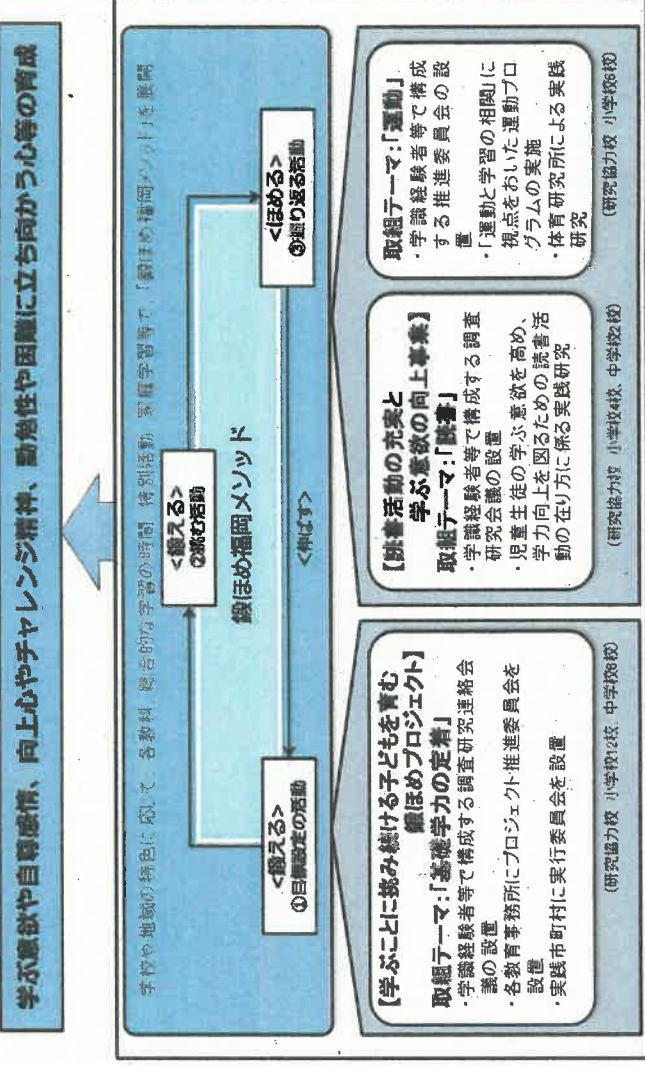 学ぶ意欲や自尊感情、向上心やチャレンジ精神、勤勉性や困難に立ち向かう心等の育成
学校や地域の特色に応じて、各教科、総合的な学習の時間、特別活動、家庭学習等で、「鍛ほめ福岡メソッド」を展開
<鍛える>
②挑む活動
鍛ほめ福岡メソッド
<鍛える>
①目標設定の活動
<伸ばす>
<ほめる>
③振り返る活動
【学ぶことに挑み続ける子どもを育む
鍛ほめプロジェクト】
取組テーマ:「基礎学力の定着」
・学識経験者等で構成する調査研究連絡会
議の設置
・各教育事務所にプロジェクト推進委員会を
設置
・実践市町村に実行委員会を設置
(研究協力校 小学校12校、中学校6校)
【読書活動の充実と
学ぶ意欲の向上事業】
取組テーマ:「読書」
・学識経験者等で構成する調査
研究会議の設置
・児童生徒の学ぶ意欲を高め、
学力向上を図るための読書活
動の在り方に係る実践研究
(研究協力校 小学校4校、中学校2校)
取組テーマ:「運動」
・学識経験者等で構成
する推進委員会の設
置
・「運動と学習の相関」に
視点をおいた運動プロ
グラムの実施
・体育研究所による実践
研究
(研究協力校 小学校6校)